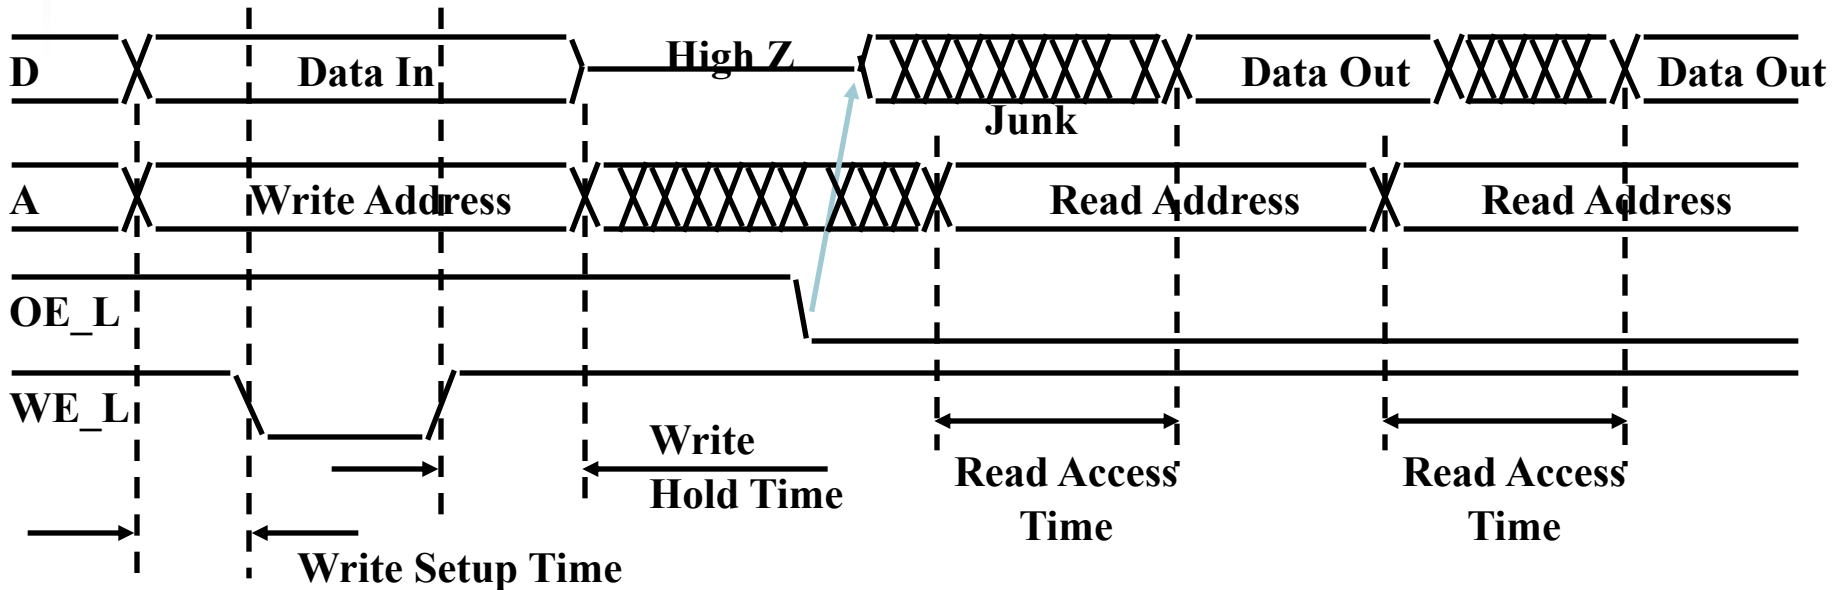 D
Data In
High Z
Junk
Data Out
Data Out
A
Write Address
Read Address
Read Address
OE_L
WE_L
Write
Hold Time
Read Access
Time
Read Access
Time
Write Setup Time